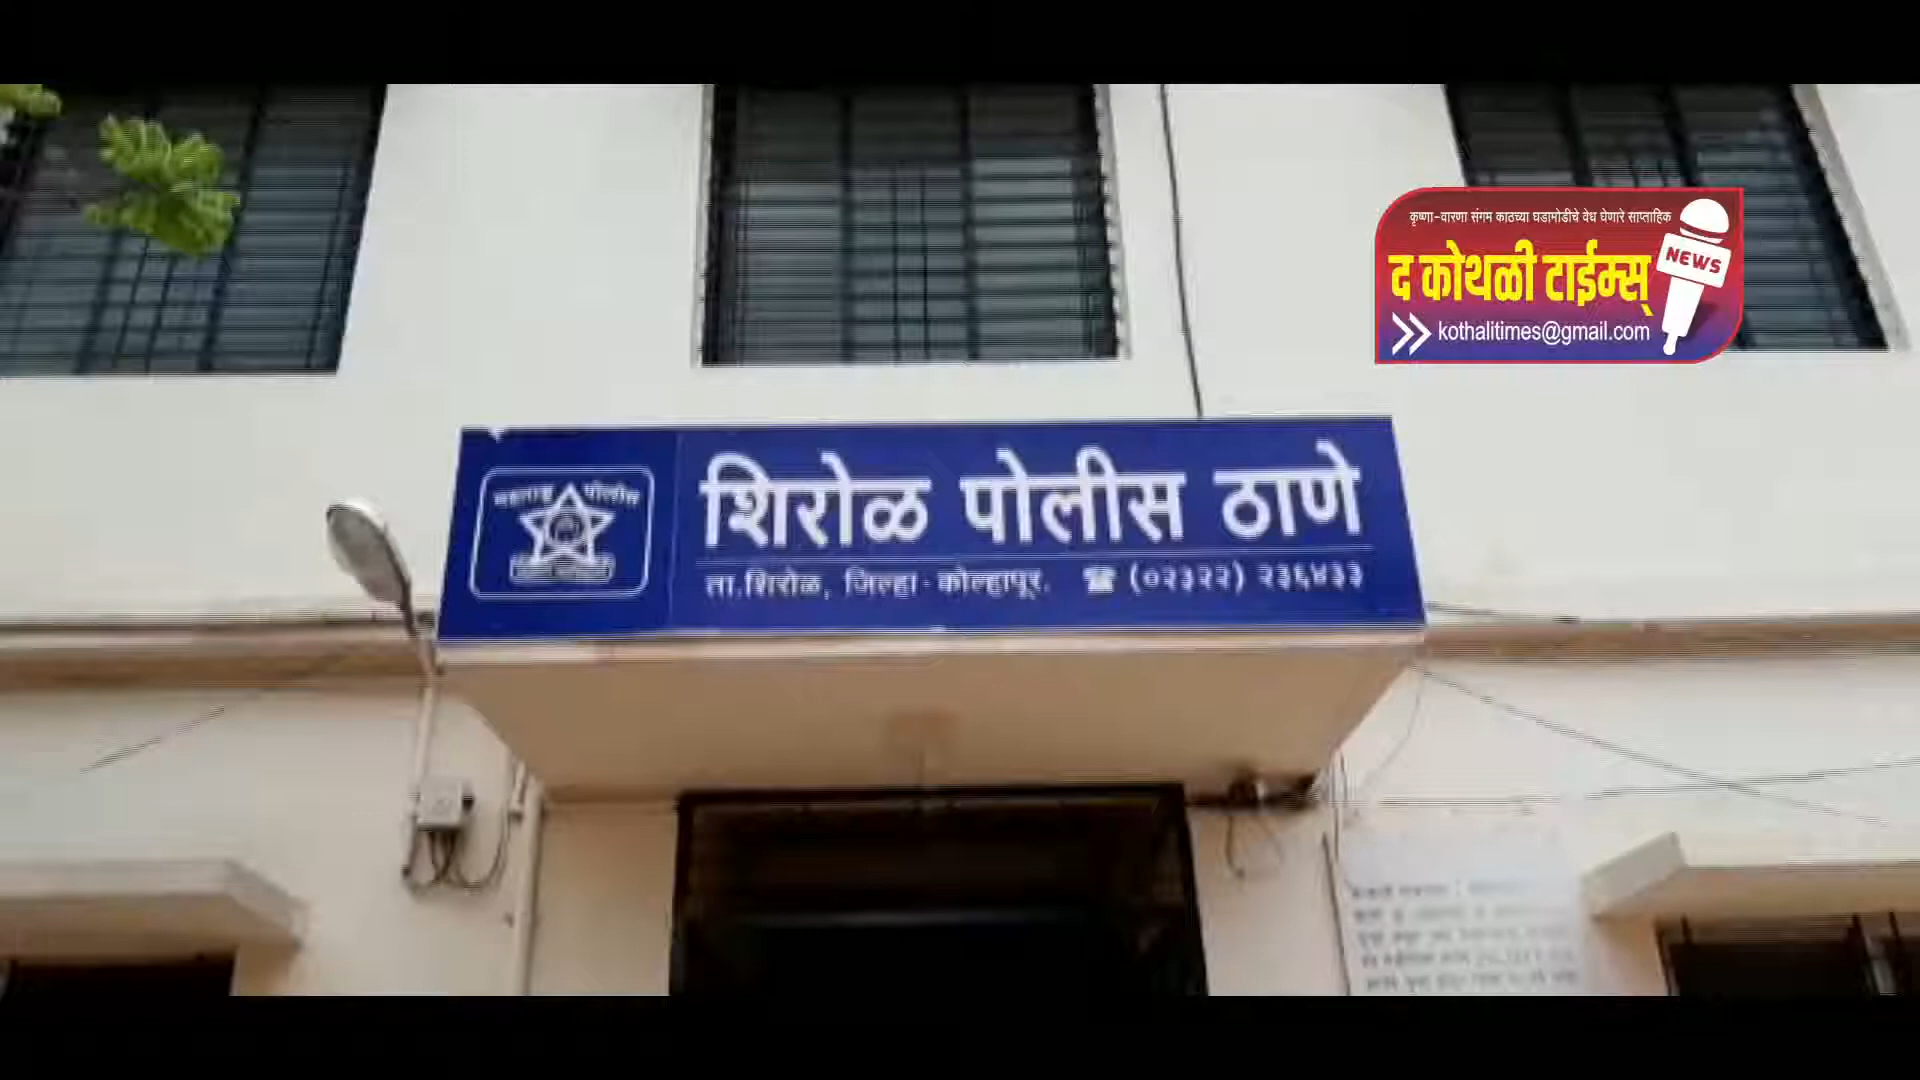 कृष्णा-वारणा संगम काठच्या घडामोडीचे वेध घेणारे साप्ताहिक
द कोथळी टाईम्स्
NEWS
kothalitimes@gmail.com
महाराष्ट्र पोलीस
शिरोळ पोलीस ठाणे
ता.शिरोळ, जिल्हा-कोल्हापूर. ☎ (०२३२२) २३६४३३